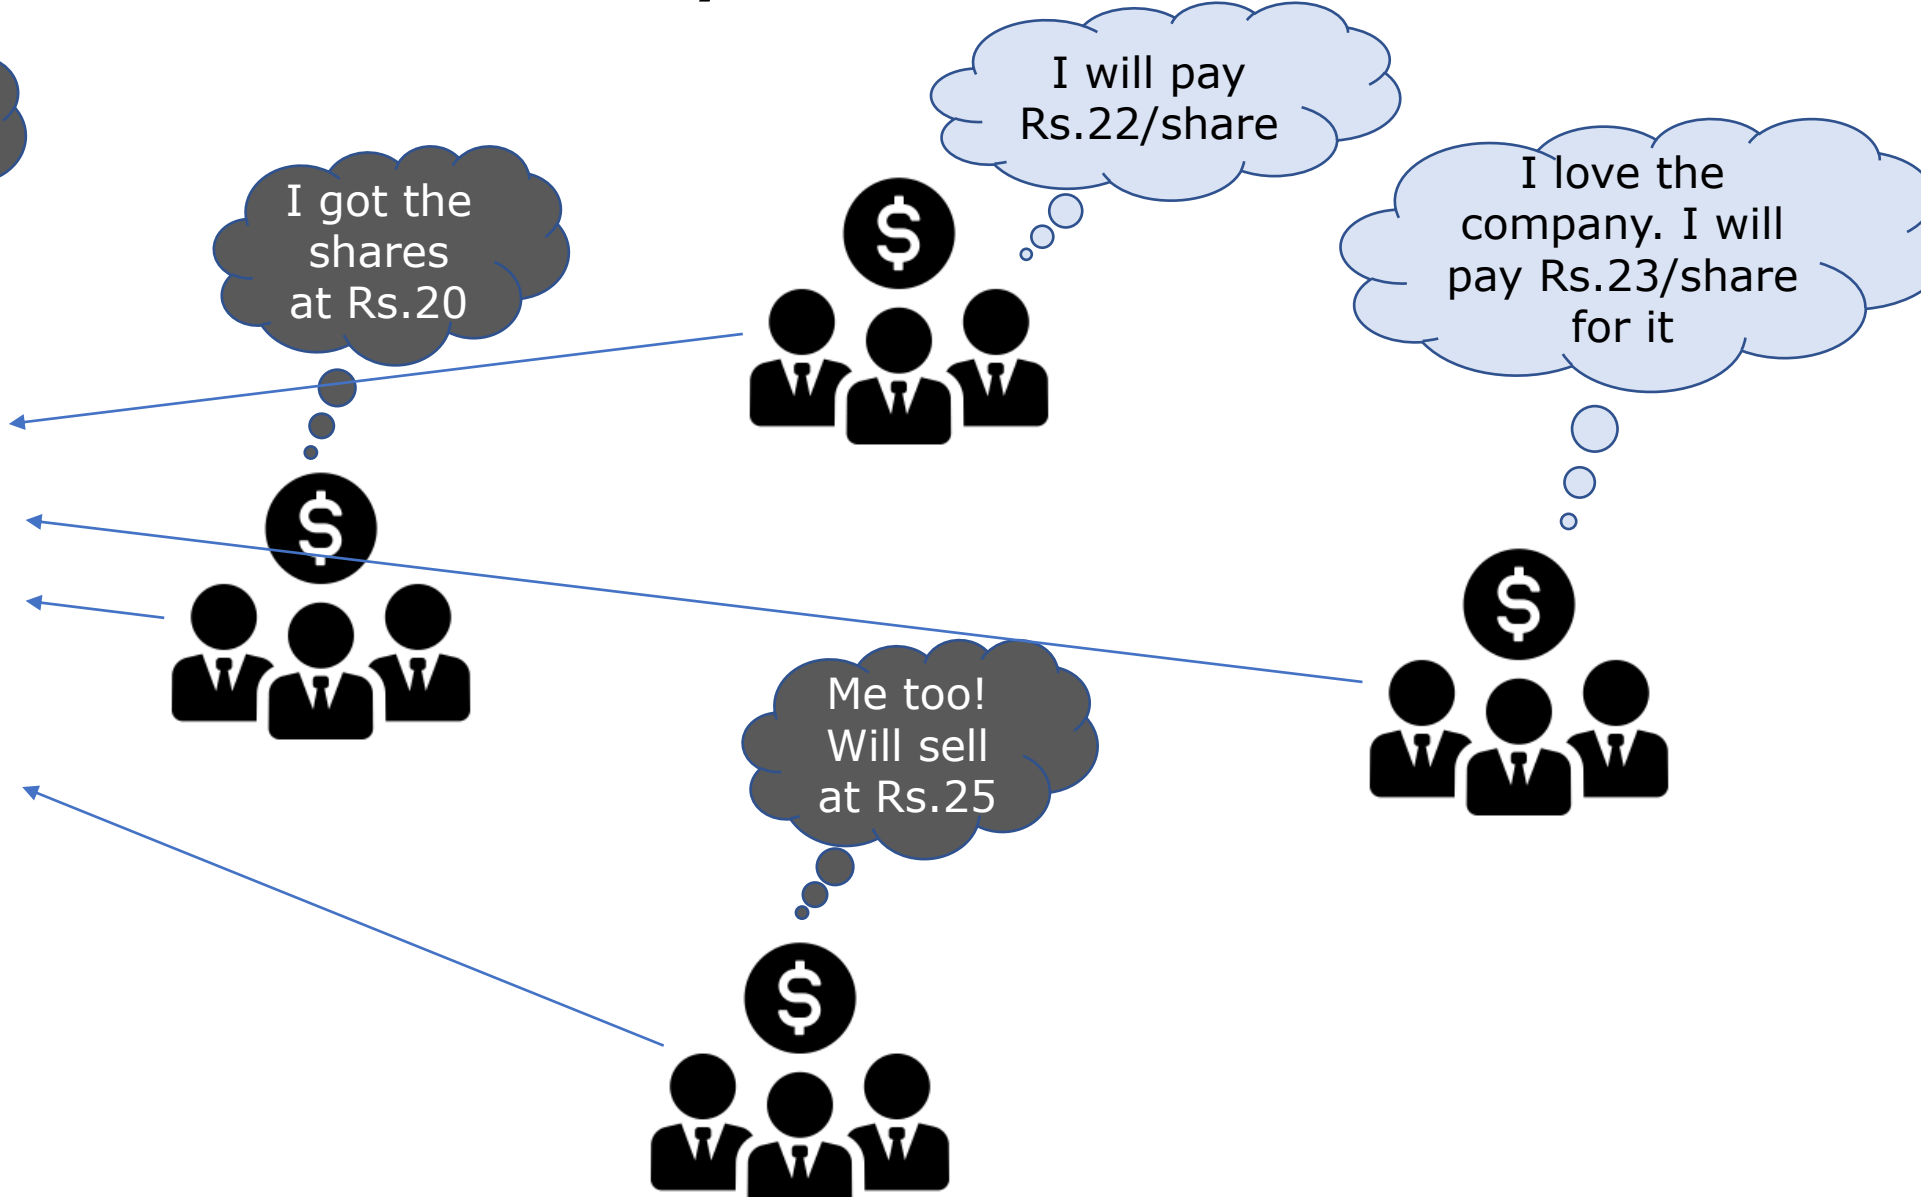 I will pay
Rs.22/share
I got the
shares
at Rs.20
I love the
company. I will
pay Rs.23/share
for it
Me too!
Will sell
at Rs.25